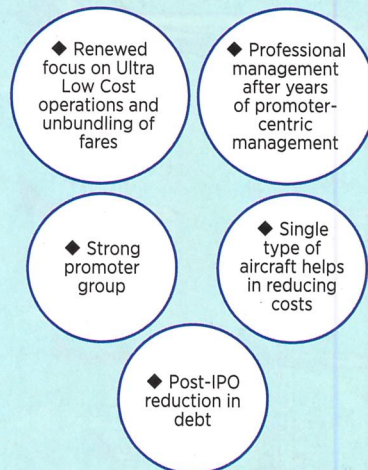 ◆ Renewed
focus on Ultra
Low Cost
operations and
unbundling of
fares
◆ Professional
management
after years
of promoter-
centric
management
◆ Strong
promoter
group
◆ Single
type of
aircraft helps
in reducing
costs
◆ Post-IPO
reduction in
debt